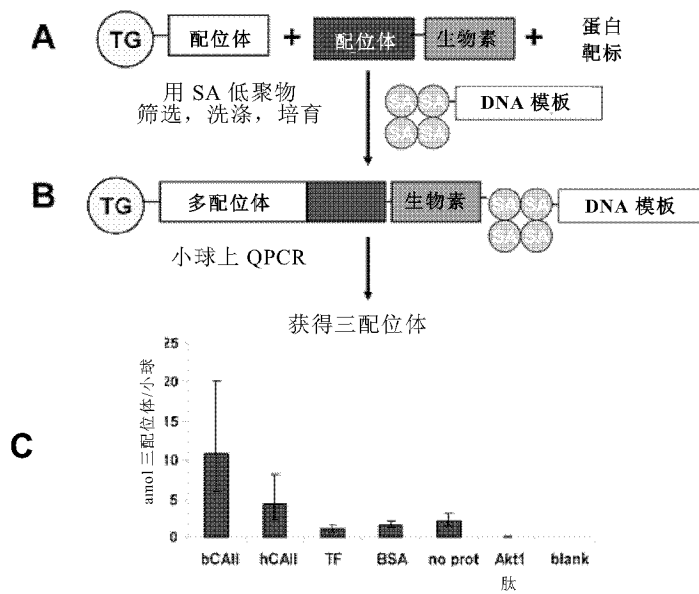 A
TG
配位体
+
配位体
生物素
+
蛋白
靶标
用 SA 低聚物
筛选，洗涤，培育
SA SA
SA SA
DNA 模板
B
TG
多配位体
生物素
SA SA
SA SA
DNA 模板
小球上 QPCR
获得三配位体
C
amol 三配位体/小球
25
20
15
10
5
0
bCAII
hCAII
TF
BSA
no prot
Akt1
肽
blank